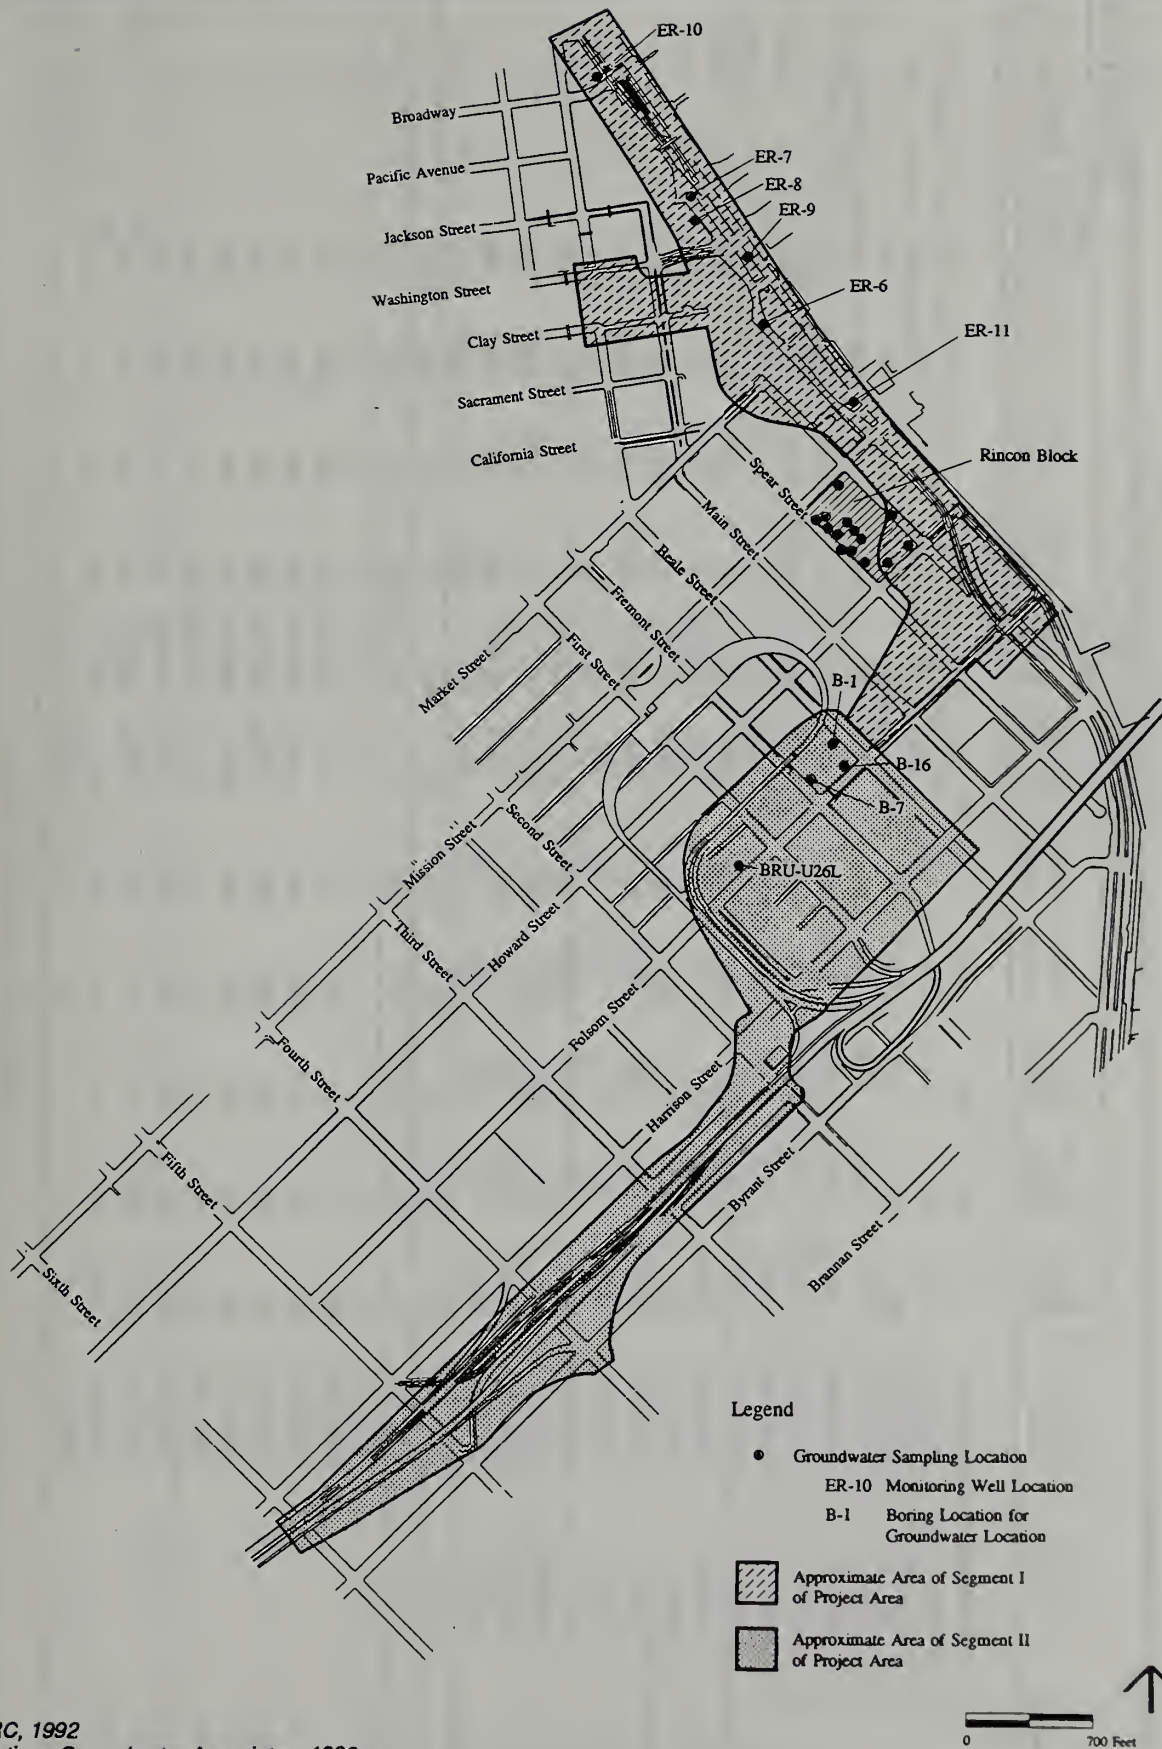 ER-10
Broadway
Pacific Avenue
ER-7
ER-8
ER-9
Jackson Street
Washington Street
ER-6
Clay Street
ER-11
Sacrament Street
California Street
Rincon Block
Spear Street
Main Street
Beale Street
Fremont Street
First Street
Market Street
B-1
B-16
B-7
BRU-U26L
Second Street
Mission Street
Third Street
Howard Street
Folsom Street
Fourth Street
Harrison Street
Fifth Street
Byrant Street
Brannan Street
Sixth Street
Legend
Groundwater Sampling Location
ER-10 Monitoring Well Location
B-1 Boring Location for
Groundwater Location
Approximate Area of Segment I
of Project Area
Approximate Area of Segment II
of Project Area
0 700 Feet
RC, 1992